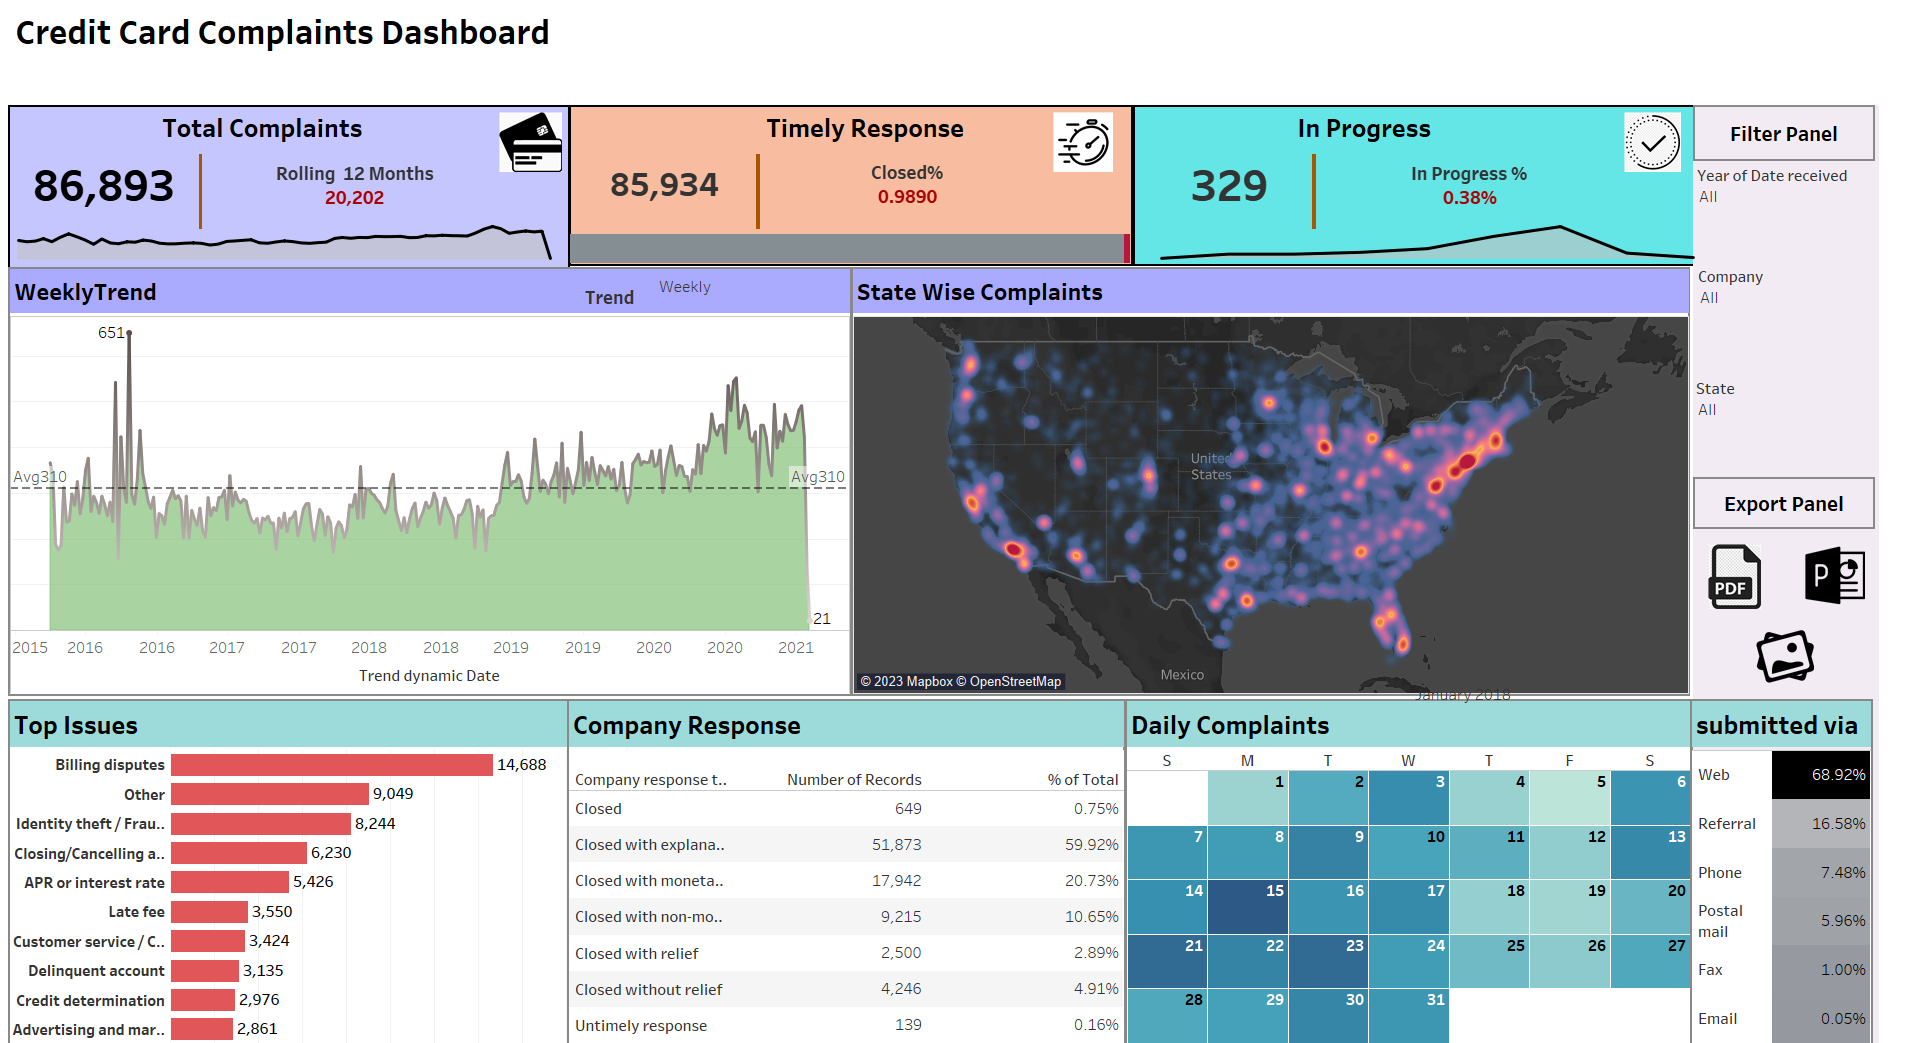 Credit Card Complaints Dashboard
Total Complaints
86,893
Rolling 12 Months
20,202
Timely Response
85,934
Closed%
0.9890
In Progress
329
In Progress %
0.38%
Filter Panel
Year of Date received
All
Company
All
State
All
Export Panel
PDF
P
WeeklyTrend
Trend
Weekly
651
Avg310
Avg310
21
2015 2016 2016 2017 2017 2018 2018 2019 2019 2020 2020 2021
Trend dynamic Date
State Wise Complaints
United
States
Mexico
© 2023 Mapbox © OpenStreetMap
January 2018
Top Issues
Billing disputes 14,688
Other 9,049
Identity theft / Frau.. 8,244
Closing/Cancelling a.. 6,230
APR or interest rate 5,426
Late fee 3,550
Customer service / C.. 3,424
Delinquent account 3,135
Credit determination 2,976
Advertising and mar.. 2,861
Company Response
Company response t.. Number of Records % of Total
Closed 649 0.75%
Closed with explana.. 51,873 59.92%
Closed with moneta.. 17,942 20.73%
Closed with non-mo.. 9,215 10.65%
Closed with relief 2,500 2.89%
Closed without relief 4,246 4.91%
Untimely response 139 0.16%
Daily Complaints
S M T W T F S
1 2 3 4 5 6
7 8 9 10 11 12 13
14 15 16 17 18 19 20
21 22 23 24 25 26 27
28 29 30 31
submitted via
Web 68.92%
Referral 16.58%
Phone 7.48%
Postal
mail 5.96%
Fax 1.00%
Email 0.05%